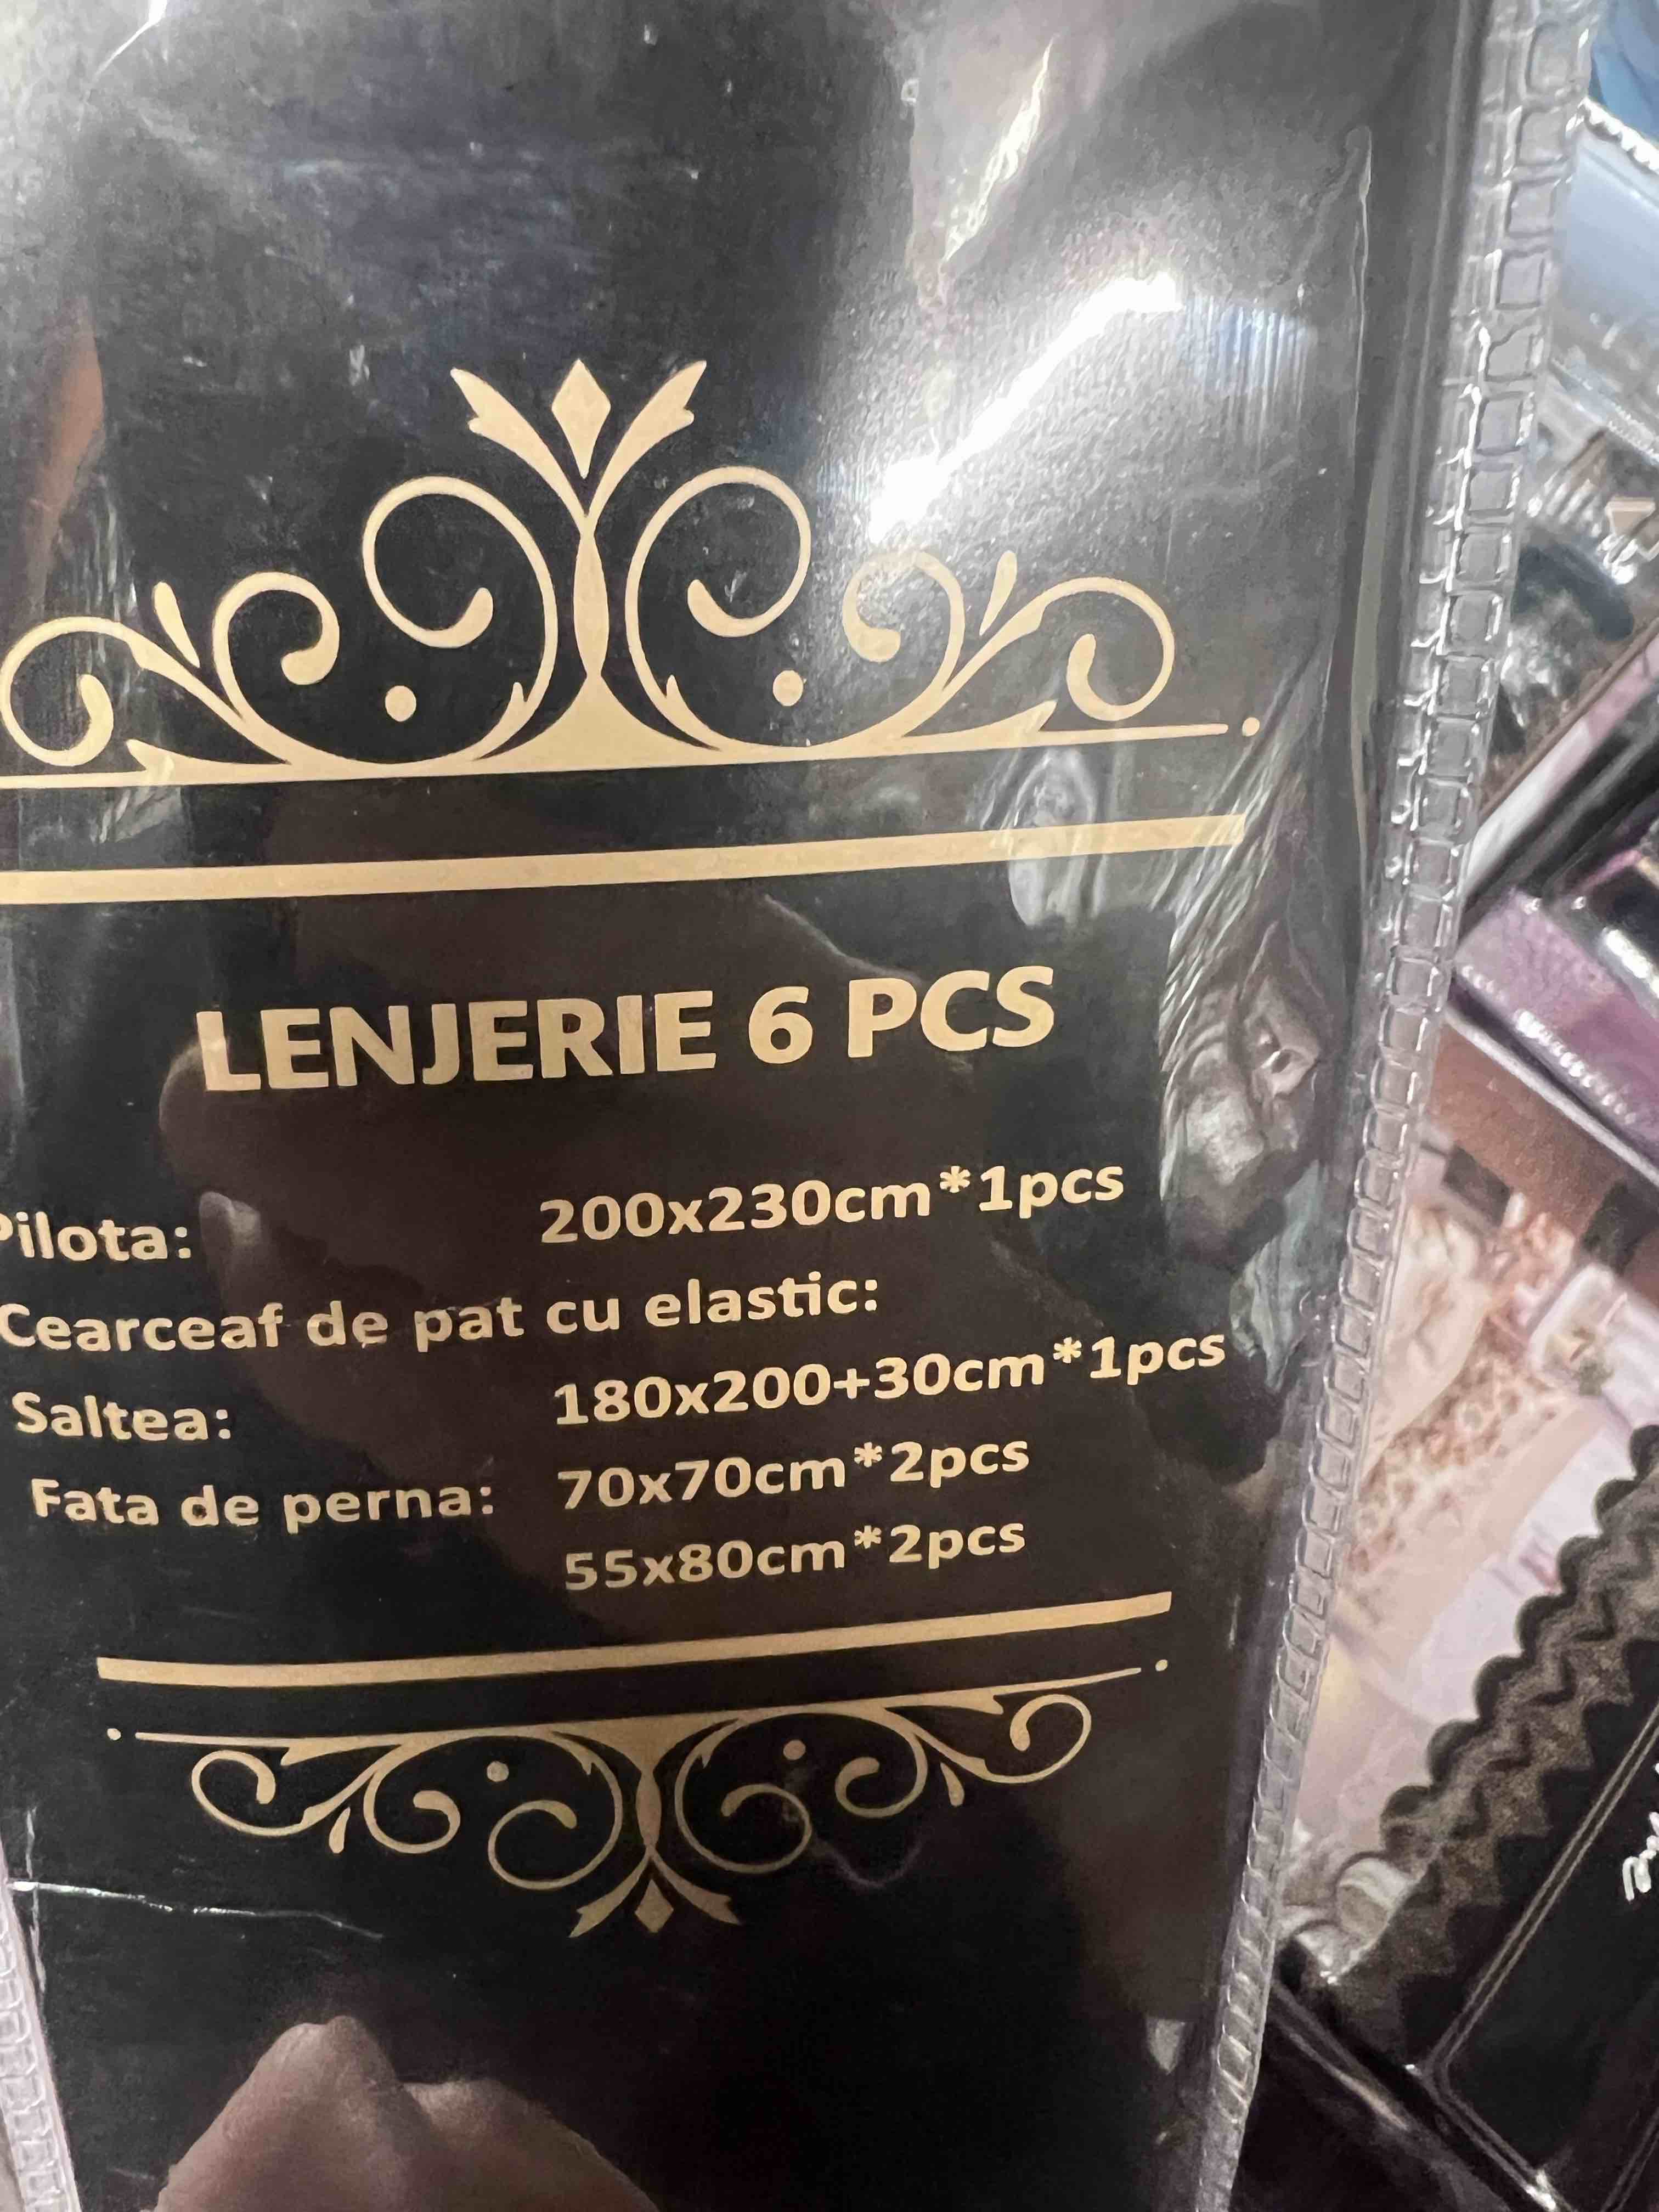 LENJERIE 6 PCS
Pilota: 200x230cm*1pcs
Cearceaf de pat cu elastic:
Saltea: 180x200+30cm*1pcs
Fata de perna: 70x70cm*2pcs
55x80cm*2pcs